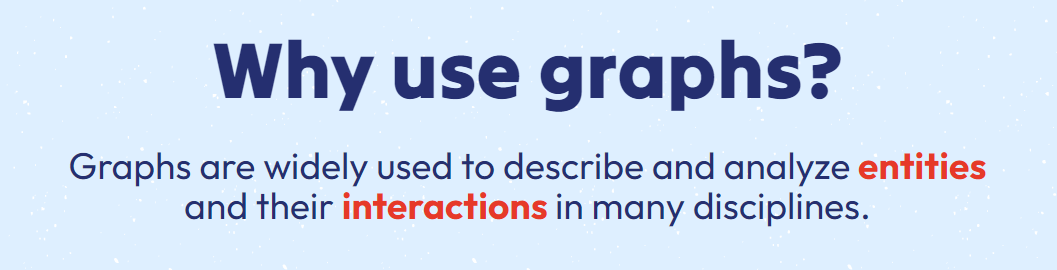 Why use graphs?
Graphs are widely used to describe and analyze entities
and their interactions in many disciplines.